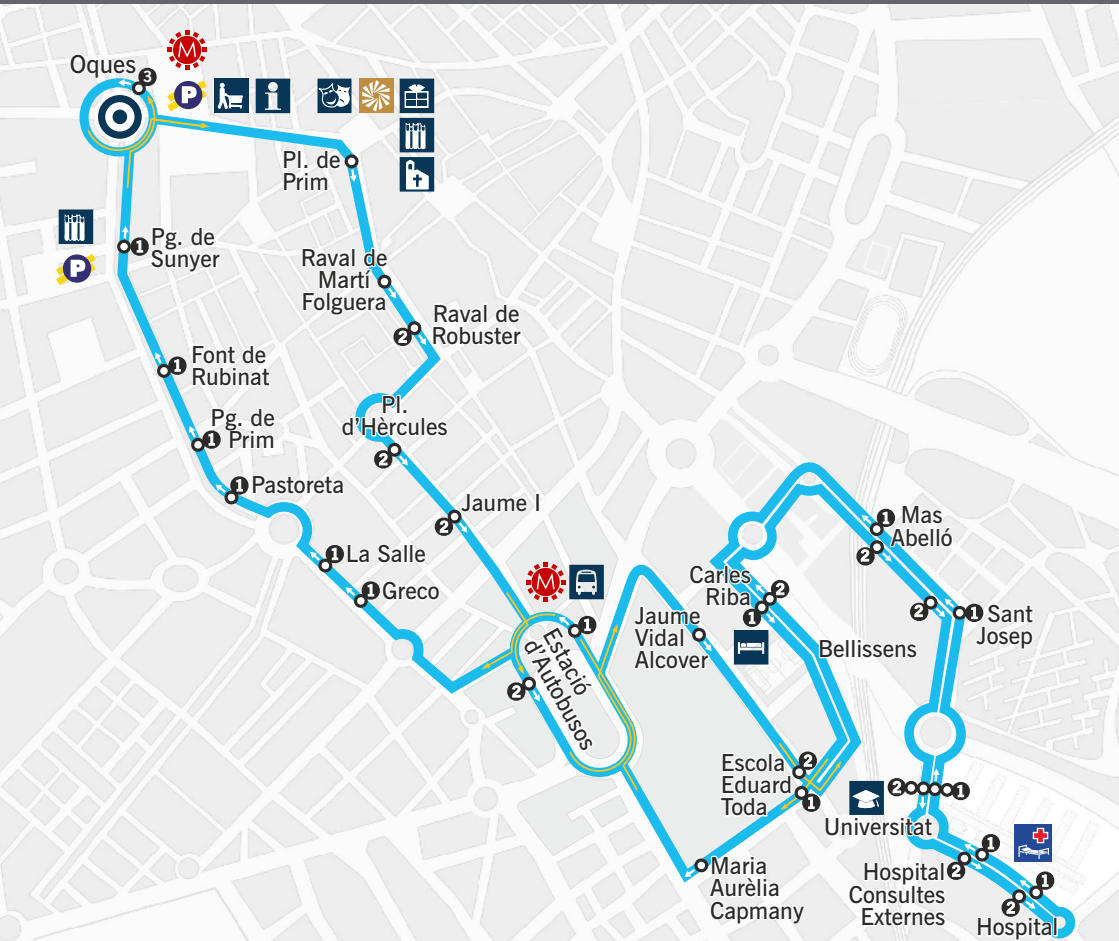 Oques
3
M
P
i
Pl. de
Prim
P
1
Pg. de
Sunyer
Raval de
Martí
Folguera
Raval de
2
Robuster
1
Font de
Rubinat
Pg. de
1
Prim
Pl.
d'Hèrcules
2
1
Pastoreta
Jaume I
2
1
La Salle
1
Greco
M
1
Estació
d'Autobusos
2
Jaume
Vidal
Alcover
Carles
Riba
2
1
1
Mas
Abelló
2
2
1
Sant
Josep
Bellissens
Escola
Eduard
Toda
2
1
Maria
Aurèlia
Capmany
2
1
Universitat
1
2
Hospital
Consultes
Externes
1
2
Hospital